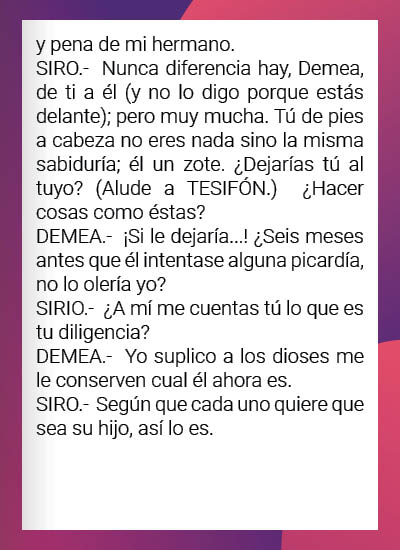 y pena de mi hermano.
SIRO.- Nunca diferencia hay, Demea,
de ti a él (y no lo digo porque estás
delante); pero muy mucha. Tú de pies
a cabeza no eres nada sino la misma
sabiduría; él un zote. ¿Dejarías tú al
tuyo? (Alude a TESIFÓN.) ¿Hacer
cosas como éstas?
DEMEA.- ¡Si le dejaría...! ¿Seis meses
antes que él intentase alguna picardía,
no lo olería yo?
SIRIO.- ¿A mí me cuentas tú lo que es
tu diligencia?
DEMEA.- Yo suplico a los dioses me
le conserven cual él ahora es.
SIRO.- Según que cada uno quiere que
sea su hijo, así lo es.